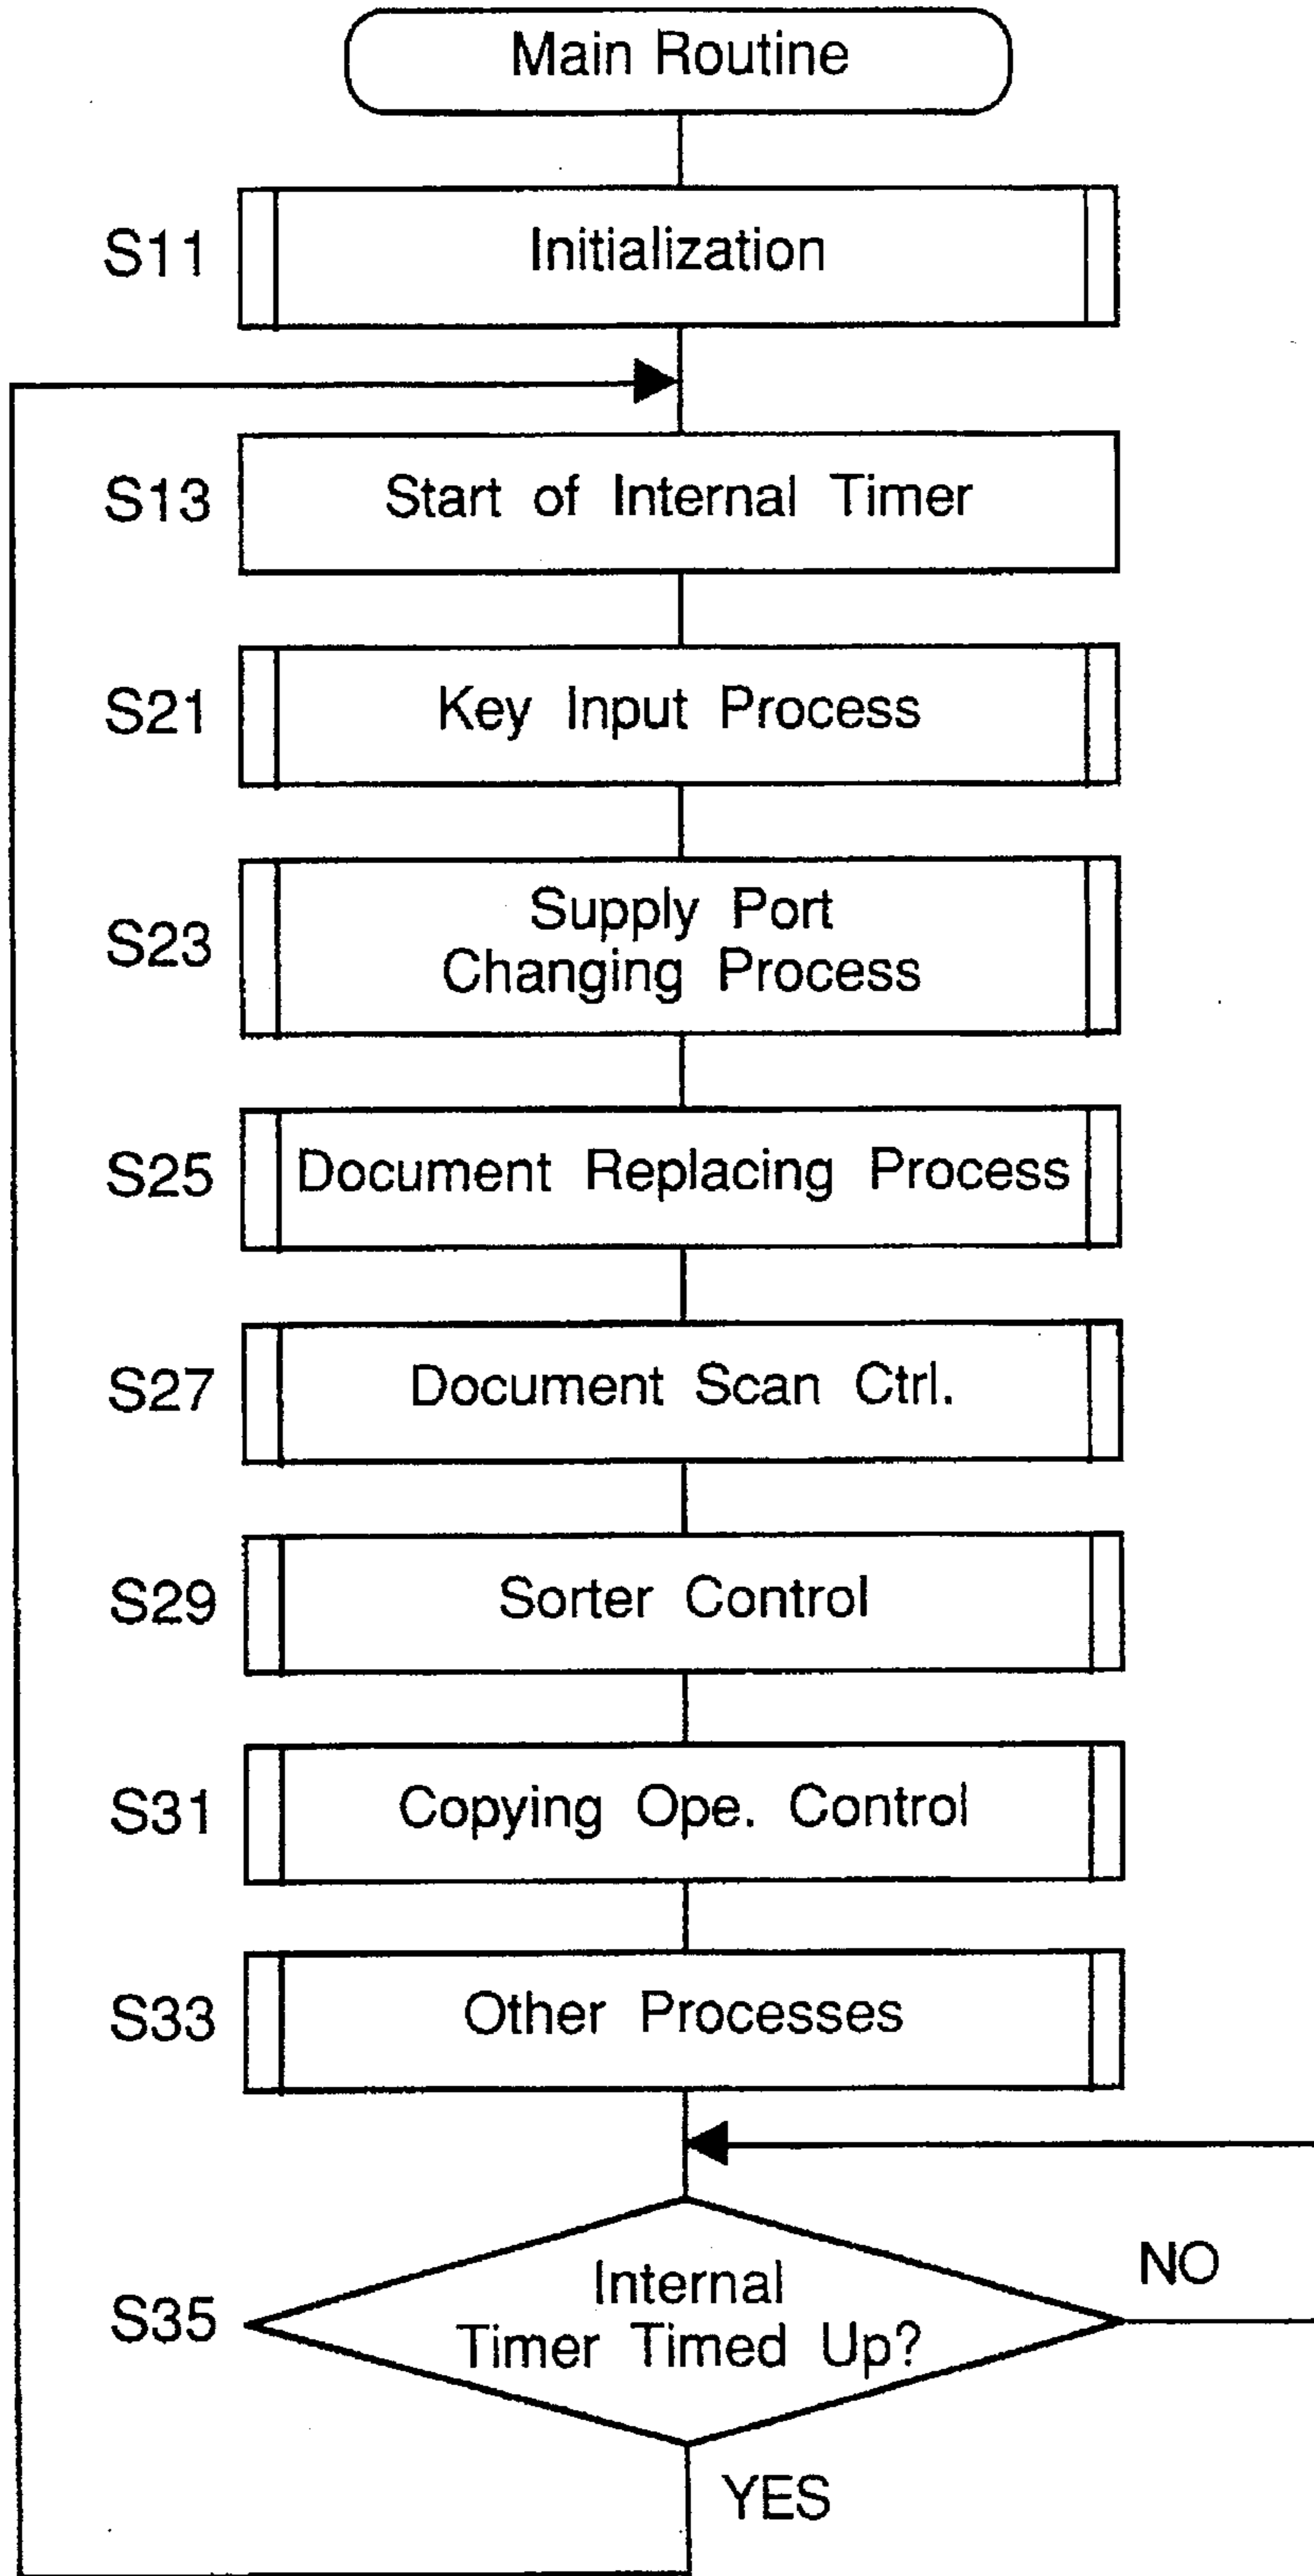 Main Routine
S11 Initialization
S13 Start of Internal Timer
S21 Key Input Process
S23 Supply Port
Changing Process
S25 Document Replacing Process
S27 Document Scan Ctrl.
S29 Sorter Control
S31 Copying Ope. Control
S33 Other Processes
S35 Internal
Timer Timed Up?
NO
YES